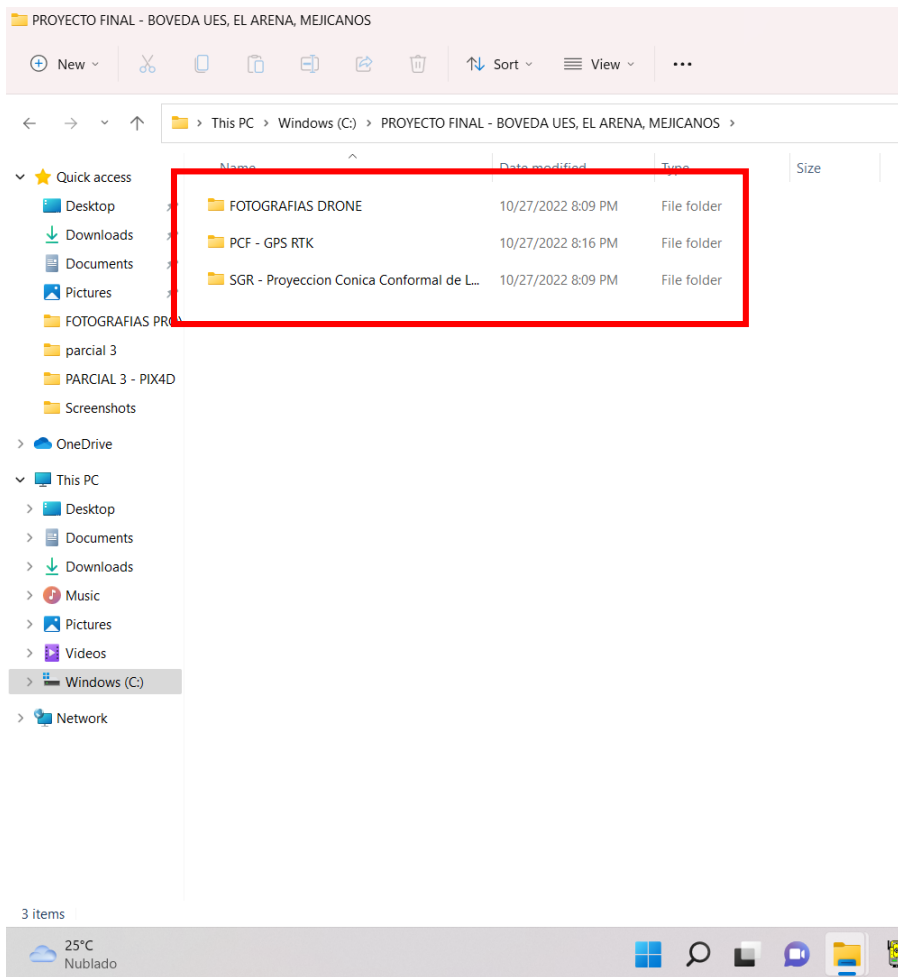 PROYECTO FINAL - BOVEDA UES, EL ARENA, MEJICANOS
New Sort View
This PC > Windows (C:) > PROYECTO FINAL - BOVEDA UES, EL ARENA, MEJICANOS >
Name Date modified Type Size
Quick access
Desktop
Downloads
Documents
Pictures
FOTOGRAFIAS PRO
parcial 3
PARCIAL 3 - PIX4D
Screenshots
OneDrive
This PC
Desktop
Documents
Downloads
Music
Pictures
Videos
Windows (C:)
Network
FOTOGRAFIAS DRONE 10/27/2022 8:09 PM File folder
PCF - GPS RTK 10/27/2022 8:16 PM File folder
SGR - Proyeccion Conica Conformal de L... 10/27/2022 8:09 PM File folder
3 items
25°C
Nublado